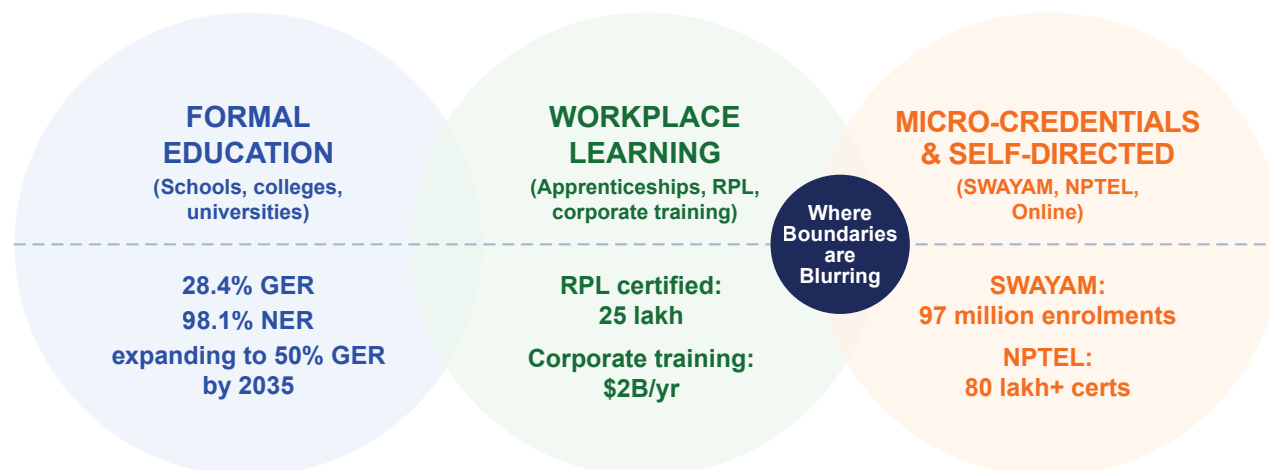 FORMAL
EDUCATION
(Schools, colleges,
universities)
28.4% GER
98.1% NER
expanding to 50% GER
by 2035
WORKPLACE
LEARNING
(Apprenticeships, RPL,
corporate training)
RPL certified:
25 lakh
Corporate training:
$2B/yr
Where
Boundaries
are
Blurring
MICRO-CREDENTIALS
& SELF-DIRECTED
(SWAYAM, NPTEL,
Online)
SWAYAM:
97 million enrolments
NPTEL:
80 lakh+ certs